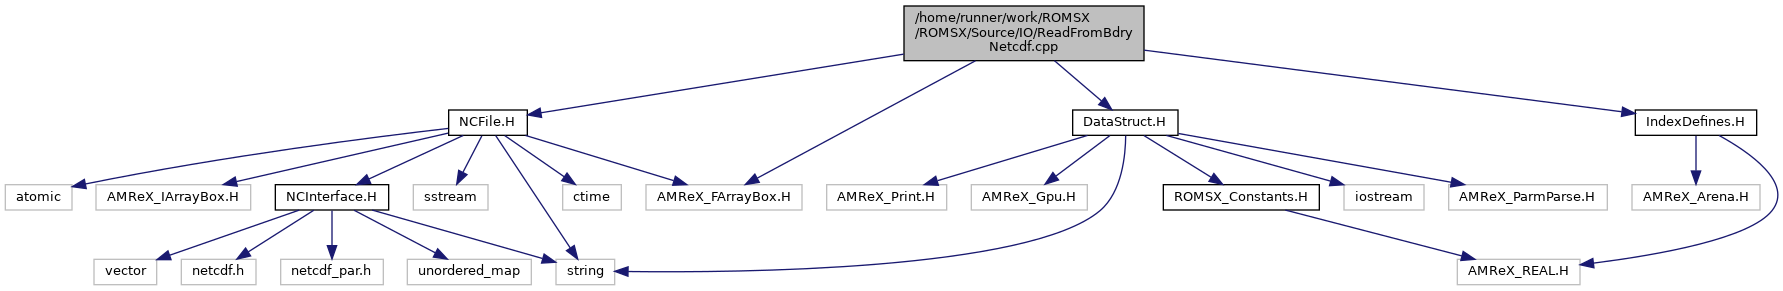 /home/runner/work/ROMSX
/ROMSX/Source/IO/ReadFromBdry
Netcdf.cpp
NCFile.H
DataStruct.H
IndexDefines.H
atomic
AMReX_IArrayBox.H
NCInterface.H
sstream
ctime
AMReX_FArrayBox.H
AMReX_Print.H
AMReX_Gpu.H
ROMSX_Constants.H
iostream
AMReX_ParmParse.H
AMReX_Arena.H
vector
netcdf.h
netcdf_par.h
unordered_map
string
AMReX_REAL.H